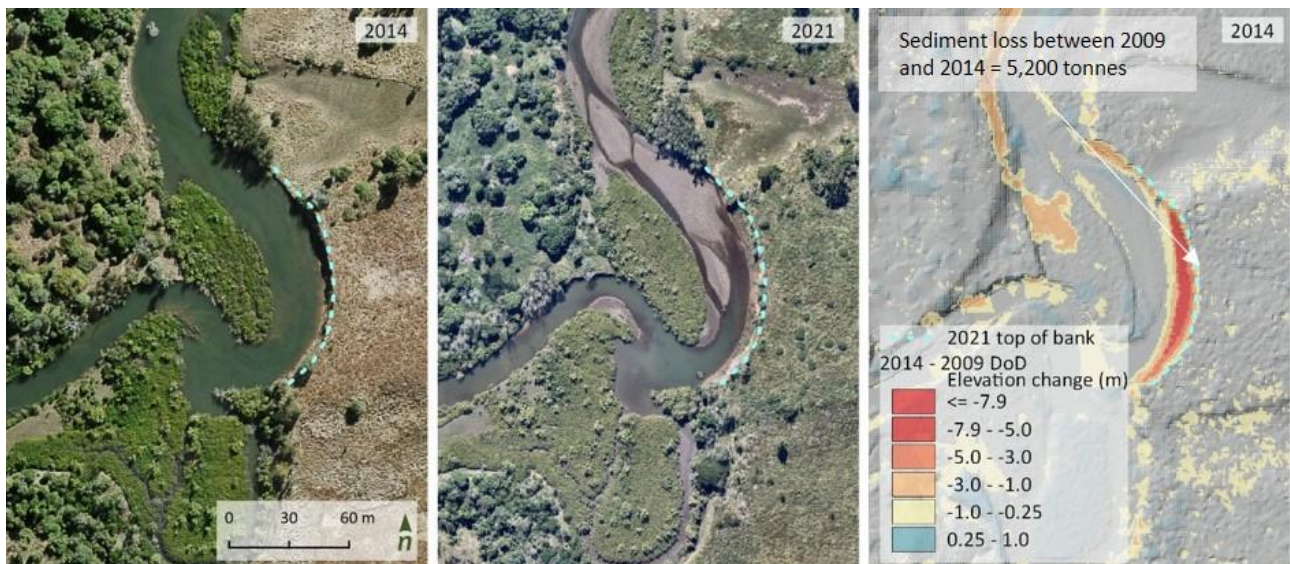 2014
0 30 60 m
n
2021
2014
Sediment loss between 2009
and 2014 = 5,200 tonnes
2021 top of bank
2014 - 2009 DoD
Elevation change (m)
<= -7.9
-7.9 - -5.0
-5.0 - -3.0
-3.0 - -1.0
-1.0 - -0.25
0.25 - 1.0